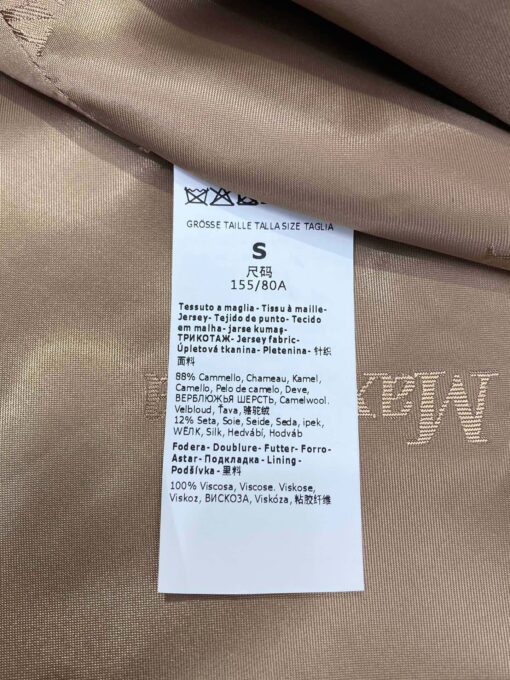 GRÖSSE TAILLE TALLA SIZE TAGLIA
S
尺码
155/80A
Tessuto a maglia- Tissu à maille-
Jersey- Tejido de punto- Tecido
em malha- jarse kumaş-
ТРИКОТАЖ- Jersey fabric-
Úpletová tkanina- Pletenina- 针织
面料
88% Cammello, Chameau, Kamel,
Camello, Pelo de camelo, Deve,
ВЕРБЛЮЖЬЯ ШЕРСТЬ, Camelwool.
Velbloud, Ťava, 骆驼绒
12% Seta, Soie, Seide, Seda, ipek,
WЁЛК, Silk, Hedvábí, Hodváb
Fodera- Doublure- Futter- Forro-
Astar- Подкладка- Lining-
Podšívka- 里料
100% Viscosa, Viscose. Viskose,
Viskoz, ВИСКОЗА, Viskóza, 粘胶纤维
Max